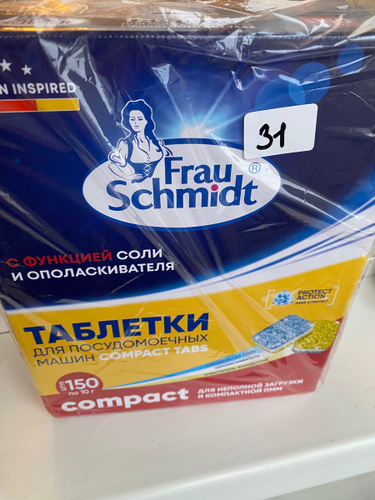 N INSPIRED
31
Frau
Schmidt
®
С ФУНКЦИЕЙ СОЛИ
И ОПОЛАСКИВАТЕЛЯ
PROTECT
ACTION
ТАБЛЕТКИ
ДЛЯ ПОСУДОМОЕЧНЫХ
МАШИН COMPACT TABS
150
по 10 г
compact
ДЛЯ НЕПОЛНОЙ ЗАГРУЗКИ
И КОМПАКТНОЙ ПММ